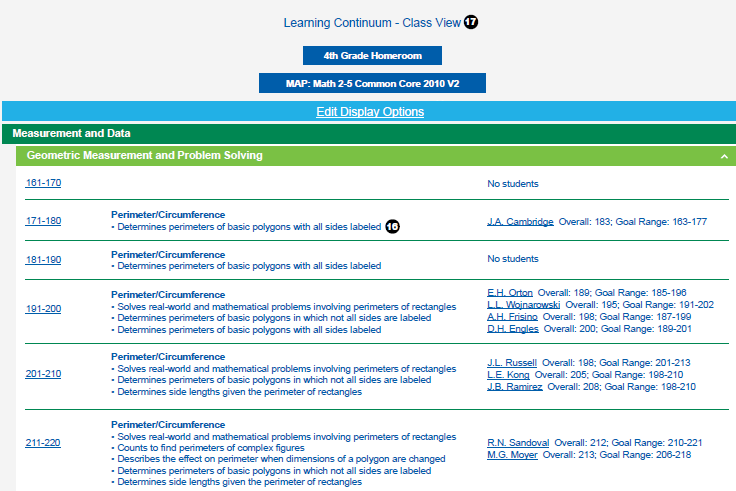 Learning Continuum - Class View 17
4th Grade Homeroom
MAP: Math 2-5 Common Core 2010 V2
Edit Display Options
Measurement and Data
Geometric Measurement and Problem Solving
161-170
No students
171-180
Perimeter/Circumference
• Determines perimeters of basic polygons with all sides labeled 16
J.A. Cambridge Overall: 183; Goal Range: 163-177
181-190
Perimeter/Circumference
• Determines perimeters of basic polygons with all sides labeled
No students
191-200
Perimeter/Circumference
• Solves real-world and mathematical problems involving perimeters of rectangles
• Determines perimeters of basic polygons in which not all sides are labeled
• Determines perimeters of basic polygons with all sides labeled
E.H. Orton Overall: 189; Goal Range: 185-196
L.L. Wojnarowski Overall: 195; Goal Range: 191-202
A.H. Frisino Overall: 198; Goal Range: 187-199
D.H. Engles Overall: 200; Goal Range: 189-201
201-210
Perimeter/Circumference
• Solves real-world and mathematical problems involving perimeters of rectangles
• Determines perimeters of basic polygons in which not all sides are labeled
• Determines side lengths given the perimeter of rectangles
J.L. Russell Overall: 198; Goal Range: 201-213
L.E. Kong Overall: 205; Goal Range: 198-210
J.B. Ramirez Overall: 208; Goal Range: 198-210
211-220
Perimeter/Circumference
• Solves real-world and mathematical problems involving perimeters of rectangles
• Counts to find perimeters of complex figures
• Describes the effect on perimeter when dimensions of a polygon are changed
• Determines perimeters of basic polygons in which not all sides are labeled
• Determines side lengths given the perimeter of rectangles
R.N. Sandoval Overall: 212; Goal Range: 210-221
M.G. Moyer Overall: 213; Goal Range: 206-218